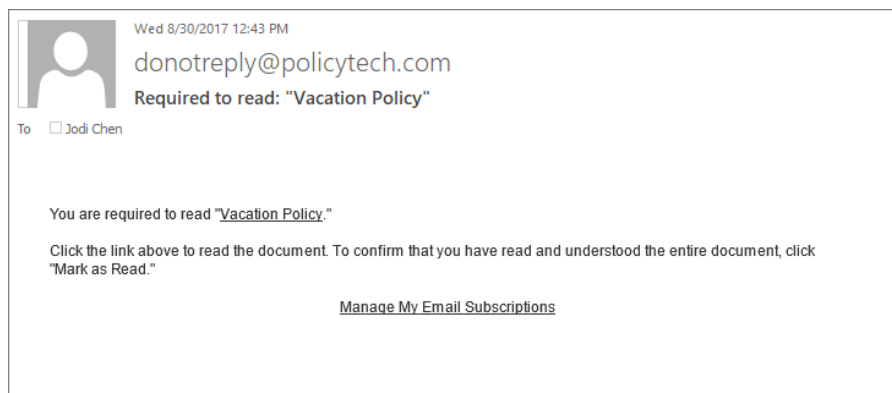 Wed 8/30/2017 12:43 PM
donotreply@policytech.com
Required to read: "Vacation Policy"
To Jodi Chen
You are required to read "Vacation Policy."
Click the link above to read the document. To confirm that you have read and understood the entire document, click
"Mark as Read."
Manage My Email Subscriptions